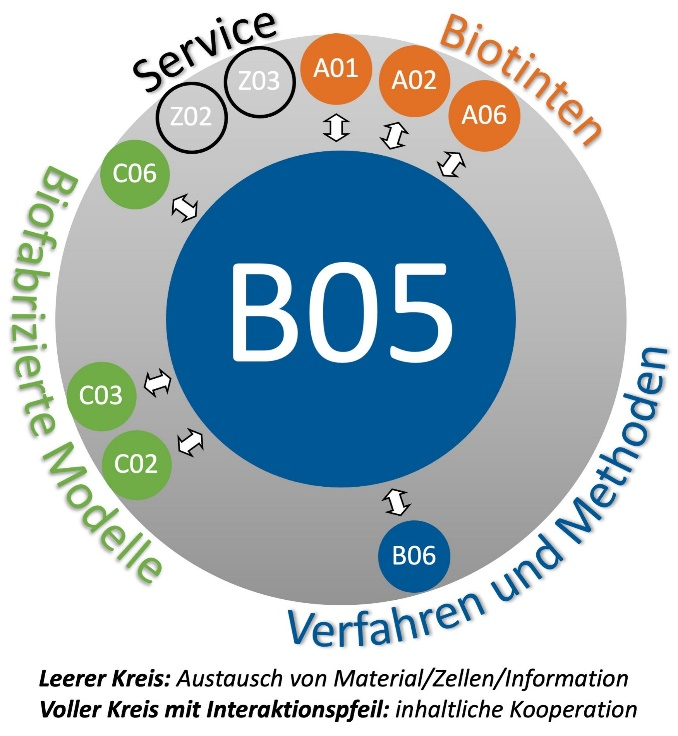 Service
Biotinten
Z02
Z03
A01
A02
A06
C06
Biofabrizierte Modelle
B05
C03
C02
B06
Verfahren und Methoden
Leerer Kreis: Austausch von Material/Zellen/Information
Voller Kreis mit Interaktionspfeil: inhaltliche Kooperation